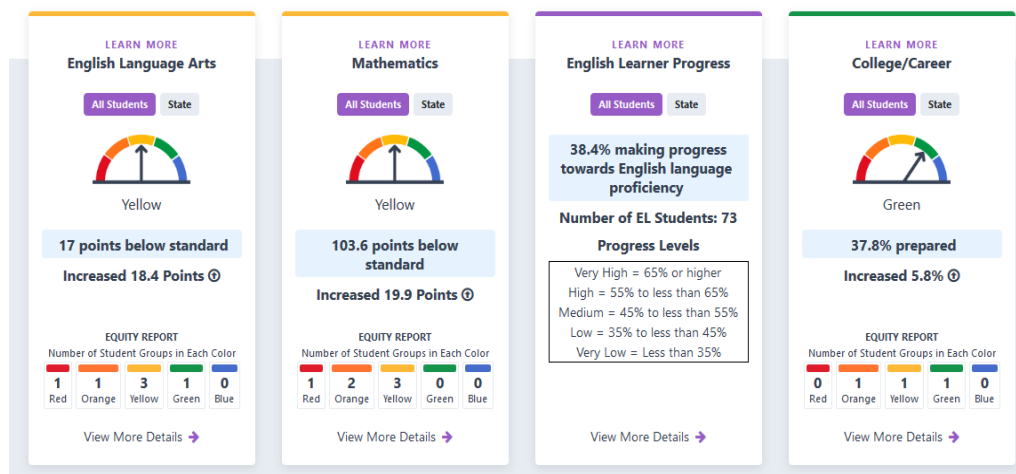 LEARN MORE
English Language Arts
All Students State
Yellow
17 points below standard
Increased 18.4 Points
EQUITY REPORT
Number of Student Groups in Each Color
1 1 3 1 0
Red Orange Yellow Green Blue
View More Details
LEARN MORE
Mathematics
All Students State
Yellow
103.6 points below
standard
Increased 19.9 Points
EQUITY REPORT
Number of Student Groups in Each Color
1 2 3 0 0
Red Orange Yellow Green Blue
View More Details
LEARN MORE
English Learner Progress
All Students State
38.4% making progress
towards English language
proficiency
Number of EL Students: 73
Progress Levels
Very High = 65% or higher
High = 55% to less than 65%
Medium = 45% to less than 55%
Low = 35% to less than 45%
Very Low = Less than 35%
View More Details
LEARN MORE
College/Career
All Students State
Green
37.8% prepared
Increased 5.8%
EQUITY REPORT
Number of Student Groups in Each Color
0 1 1 1 0
Red Orange Yellow Green Blue
View More Details